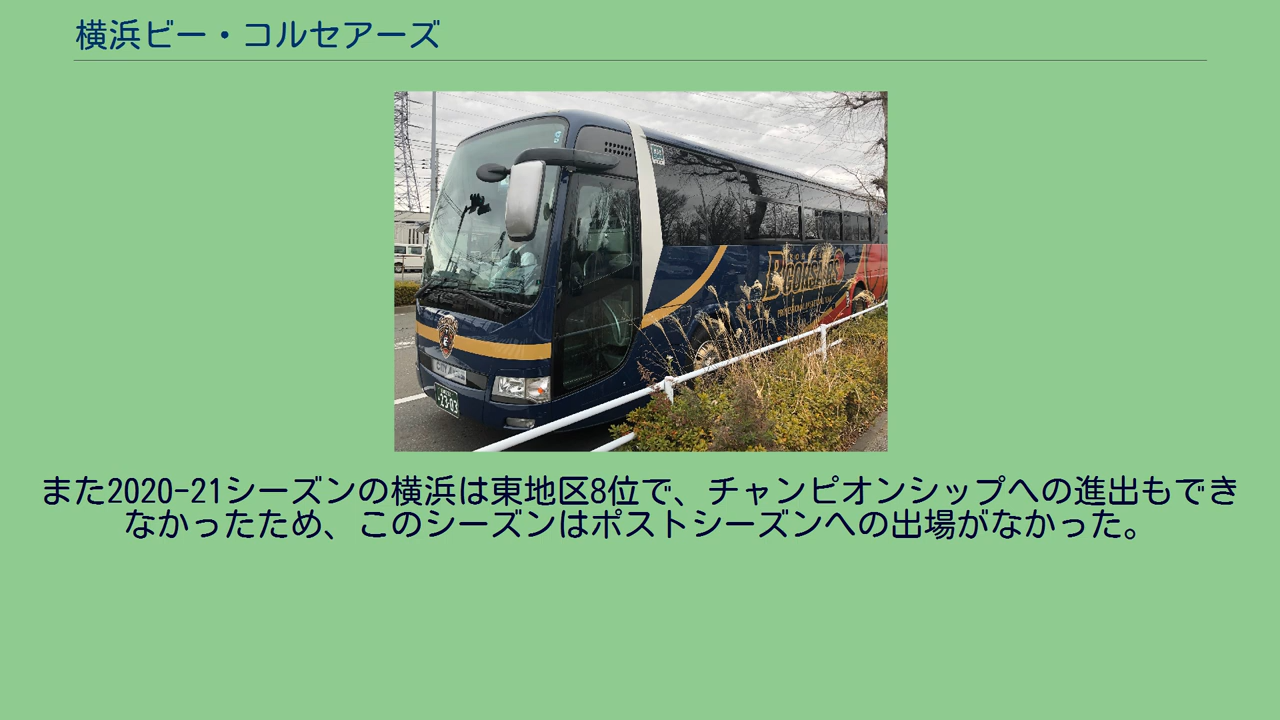 横浜ビー・コルセアーズ
B-CORSAIRS
23-03
また2020-21シーズンの横浜は東地区8位で、チャンピオンシップへの進出もでき
なかったため、このシーズンはポストシーズンへの出場がなかった。